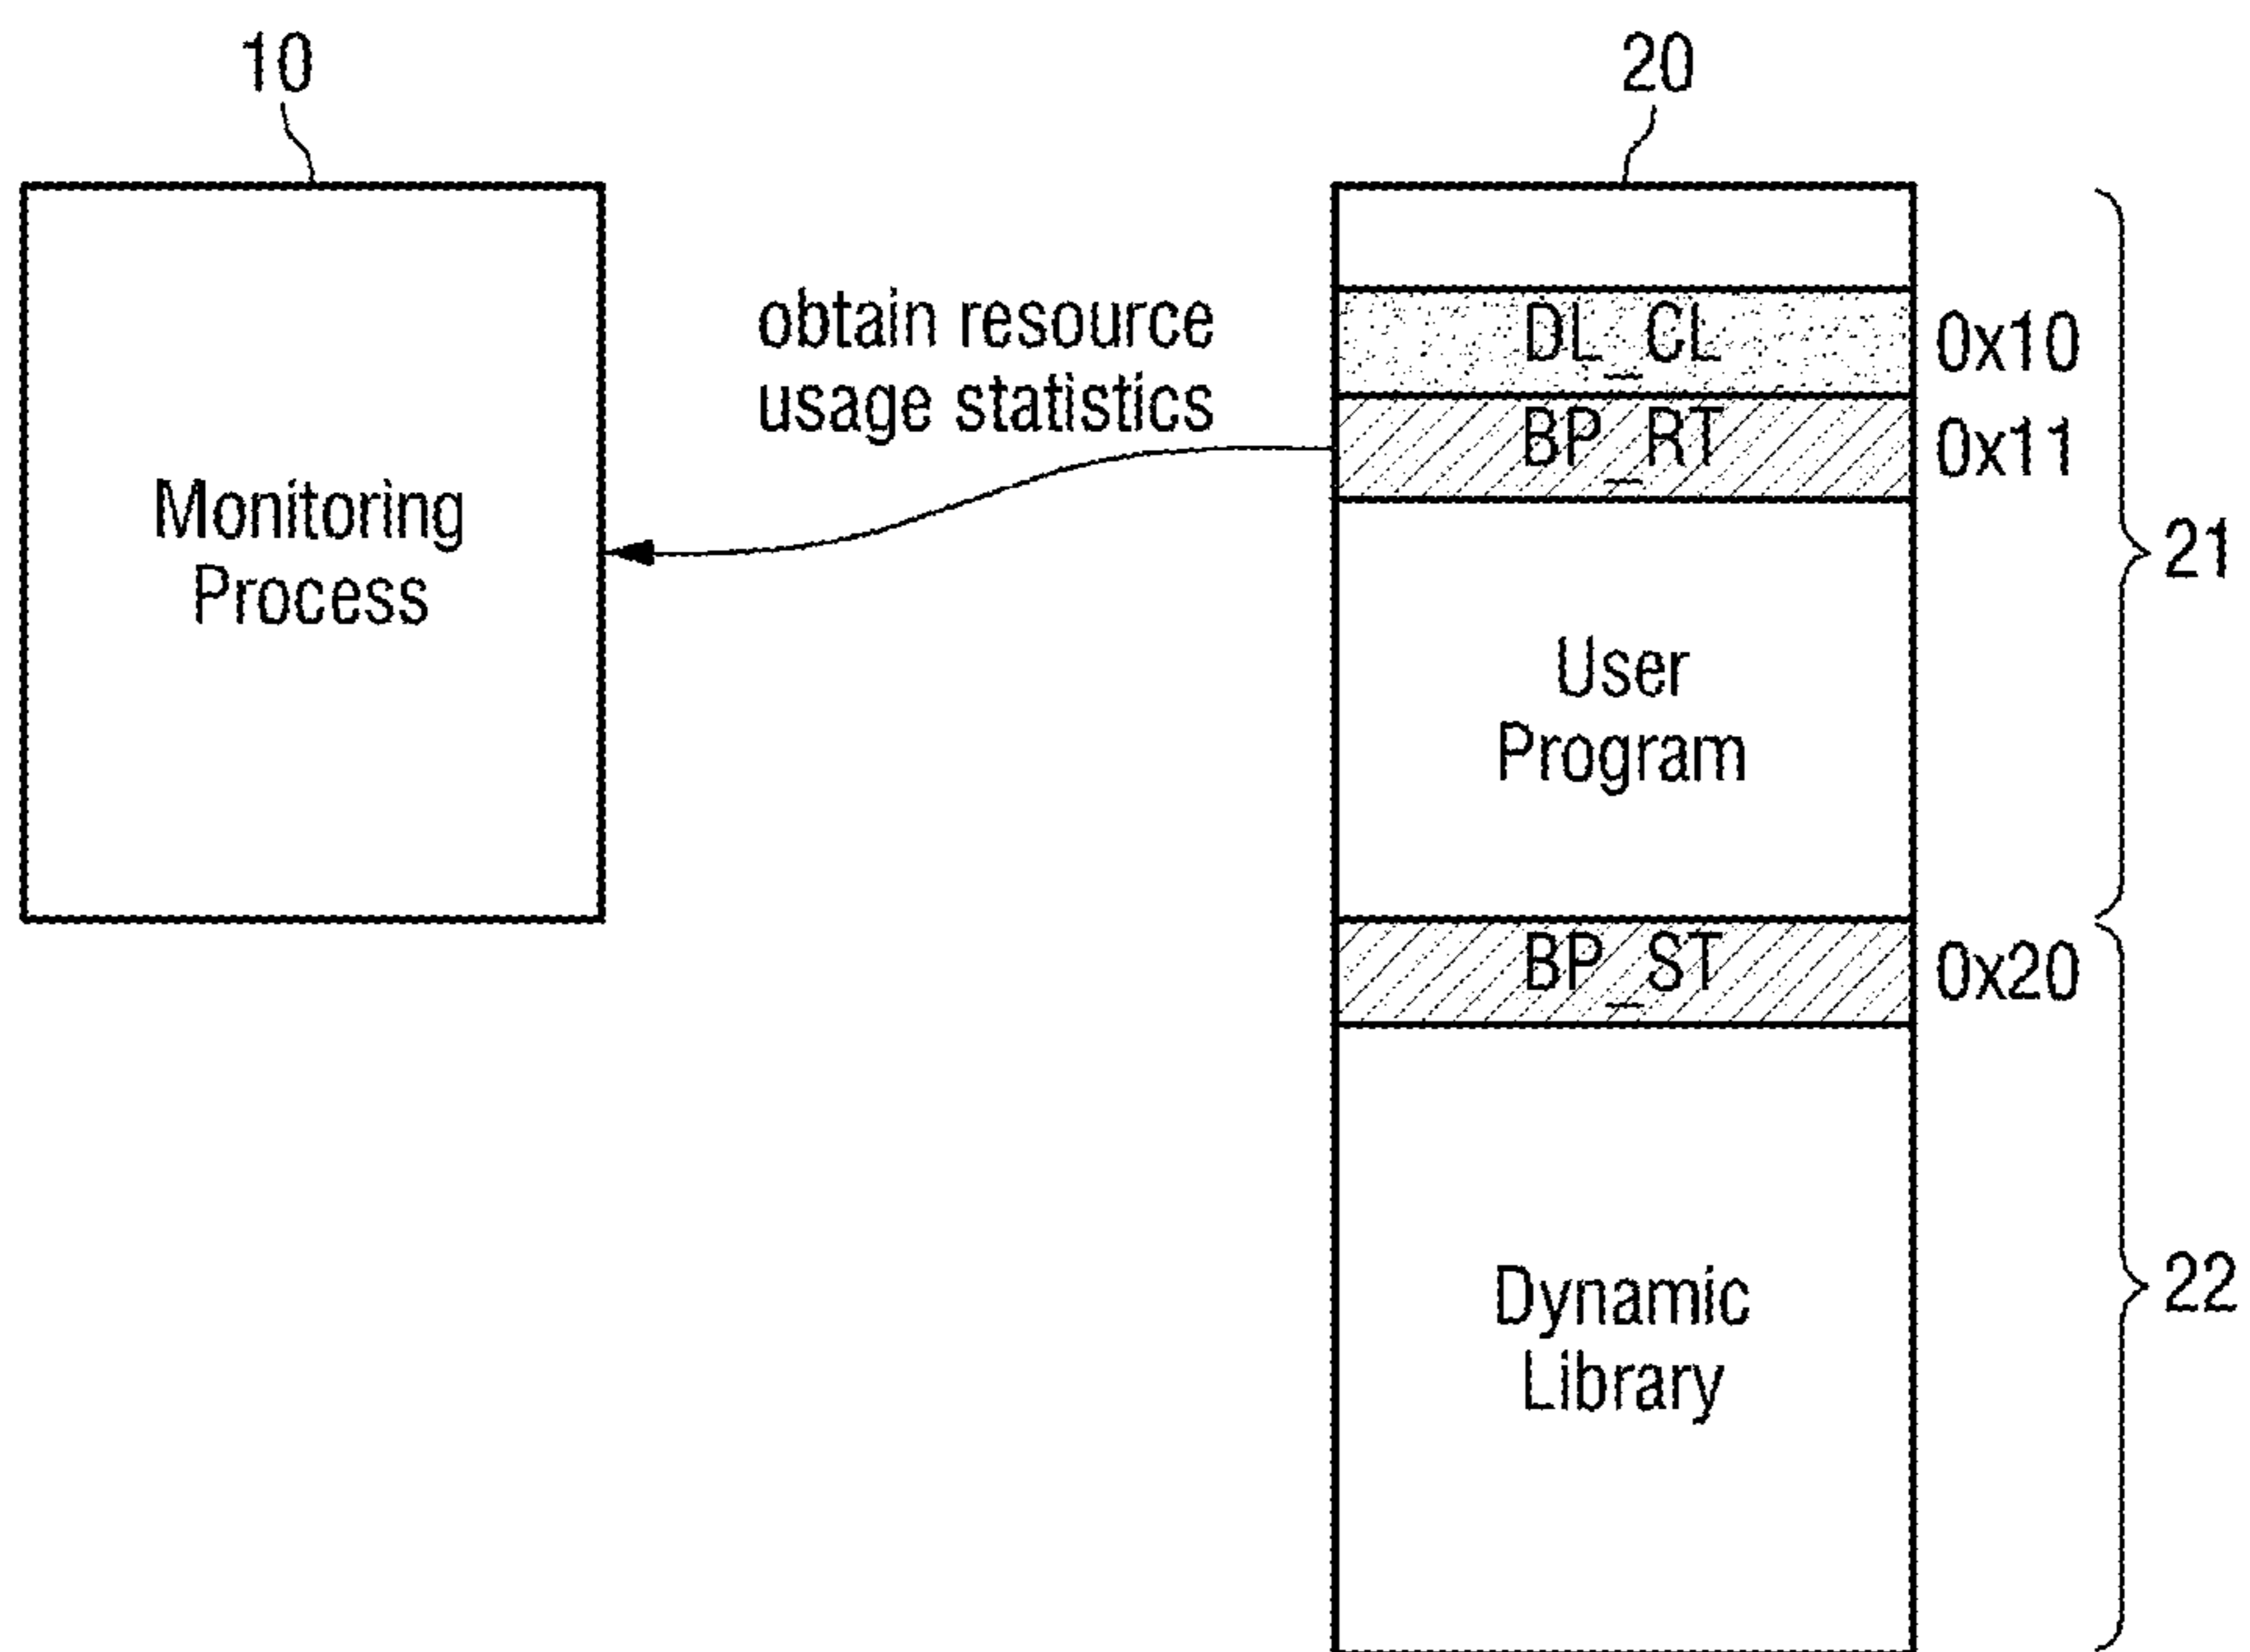 10
20
Monitoring
Process
obtain resource
usage statistics
DL_CL
0x10
BP_RT
0x11
User
Program
21
BP_ST
0x20
Dynamic
Library
22